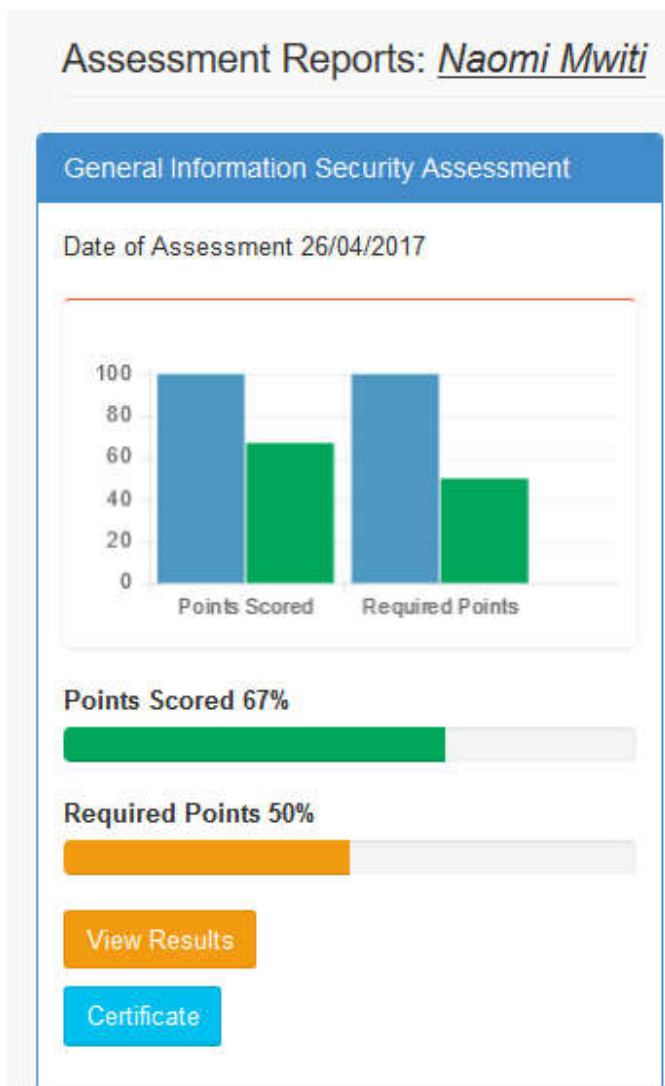 Assessment Reports: Naomi Mwiti
General Information Security Assessment
Date of Assessment 26/04/2017
100
80
60
40
20
0
Points Scored Required Points
Points Scored 67%
Required Points 50%
View Results
Certificate